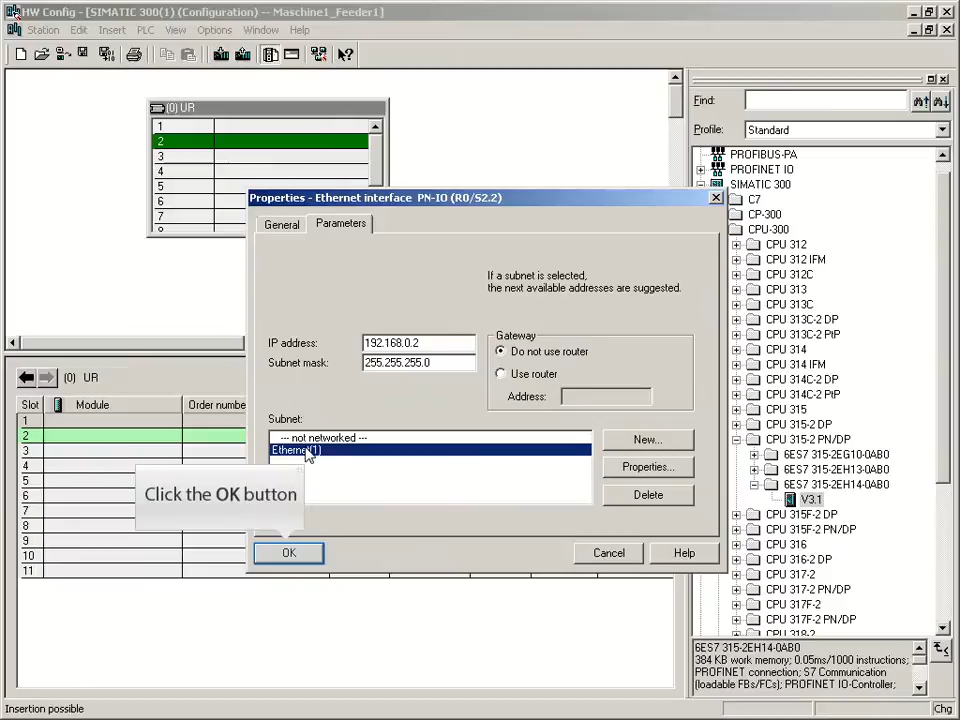 HW Config - [SIMATIC 300(1) (Configuration) -- Maschine1_Feeder1]
Station Edit Insert PLC View Options Window Help
(0) UR
1
2
3
4
5
6
7
8
Find:
Profile: Standard
PROFIBUS-PA
PROFINET IO
SIMATIC 300
C7
CP-300
CPU-300
CPU 312
CPU 312 IFM
CPU 312C
CPU 313
CPU 313C
CPU 313C-2 DP
CPU 313C-2 PtP
CPU 314
CPU 314 IFM
CPU 314C-2 DP
CPU 314C-2 PtP
CPU 315
CPU 315-2 DP
CPU 315-2 PN/DP
6ES7 315-2EG10-0AB0
6ES7 315-2EH13-0AB0
6ES7 315-2EH14-0AB0
V3.1
CPU 315F-2 DP
CPU 315F-2 PN/DP
CPU 316
CPU 316-2 DP
CPU 317-2
CPU 317-2 PN/DP
CPU 317F-2
CPU 317F-2 PN/DP
CPU 318-2
6ES7 315-2EH14-0AB0
384 KB work memory; 0.05ms/1000 instructions;
PROFINET connection; S7 Communication
(loadable FBs/FCs); PROFINET IO-Controller;
Properties - Ethernet interface PN-IO (R0/S2.2)
General Parameters
If a subnet is selected,
the next available addresses are suggested.
IP address: 192.168.0.2
Subnet mask: 255.255.255.0
Gateway
Do not use router
Use router
Address:
Subnet:
--- not networked ---
Ethernet(1)
New...
Properties...
Delete
OK Cancel Help
Click the OK button
(0) UR
Slot Module Order numbe
1
2
3
4
5
6
7
8
9
10
11
Insertion possible
Chg